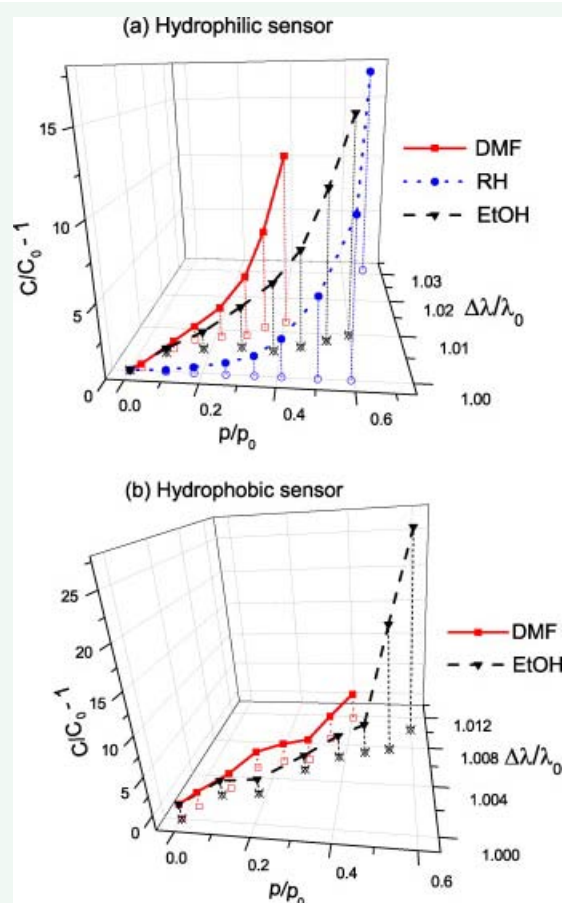 (a) Hydrophilic sensor
15
10
5
0
C/C₀ - 1
DMF
RH
EtOH
1.03
1.02
1.01
1.00
Δλ/λ₀
0.0
0.2
0.4
0.6
p/p₀
(b) Hydrophobic sensor
25
20
15
10
5
0
C/C₀ - 1
DMF
EtOH
1.012
1.008
1.004
1.000
Δλ/λ₀
0.0
0.2
0.4
0.6
p/p₀